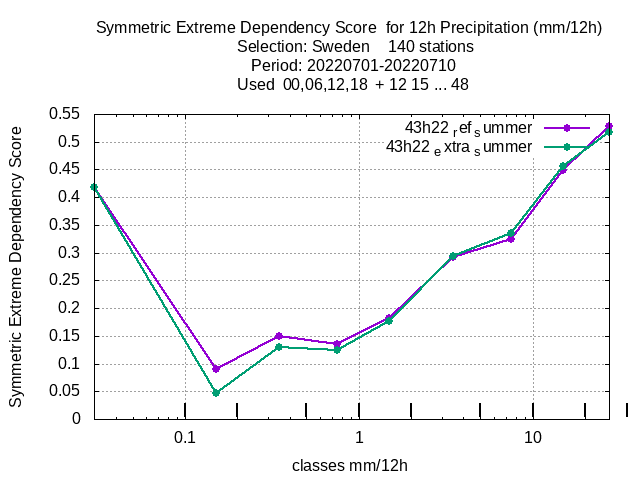 Symmetric Extreme Dependency Score for 12h Precipitation (mm/12h)
Selection: Sweden 140 stations
Period: 20220701-20220710
Used 00,06,12,18 + 12 15 ... 48
43h22 ref summer
43h22 extra summer
Symmetric Extreme Dependency Score
0.55
0.5
0.45
0.4
0.35
0.3
0.25
0.2
0.15
0.1
0.05
0
0.1 1 10
classes mm/12h